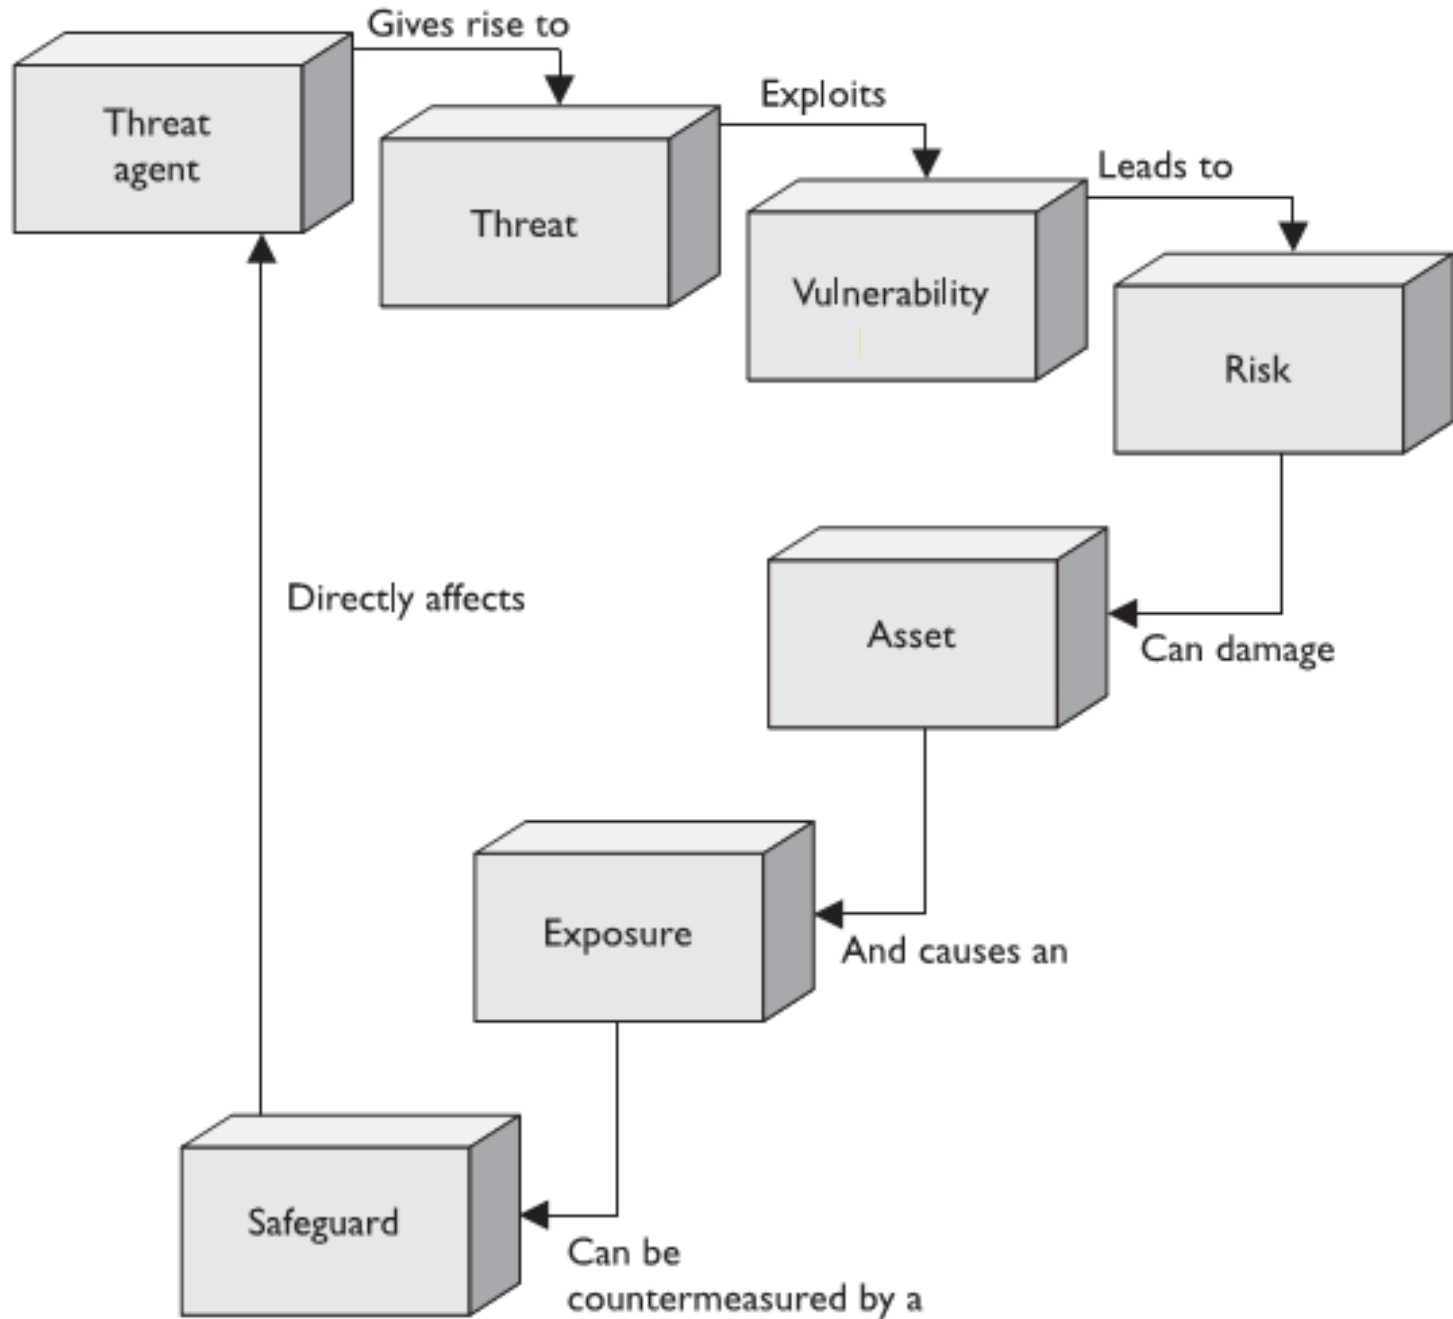 Gives rise to
Threat
agent
Exploits
Threat
Leads to
Vulnerability
Risk
Directly affects
Asset
Can damage
Exposure
And causes an
Safeguard
Can be
countermeasured by a